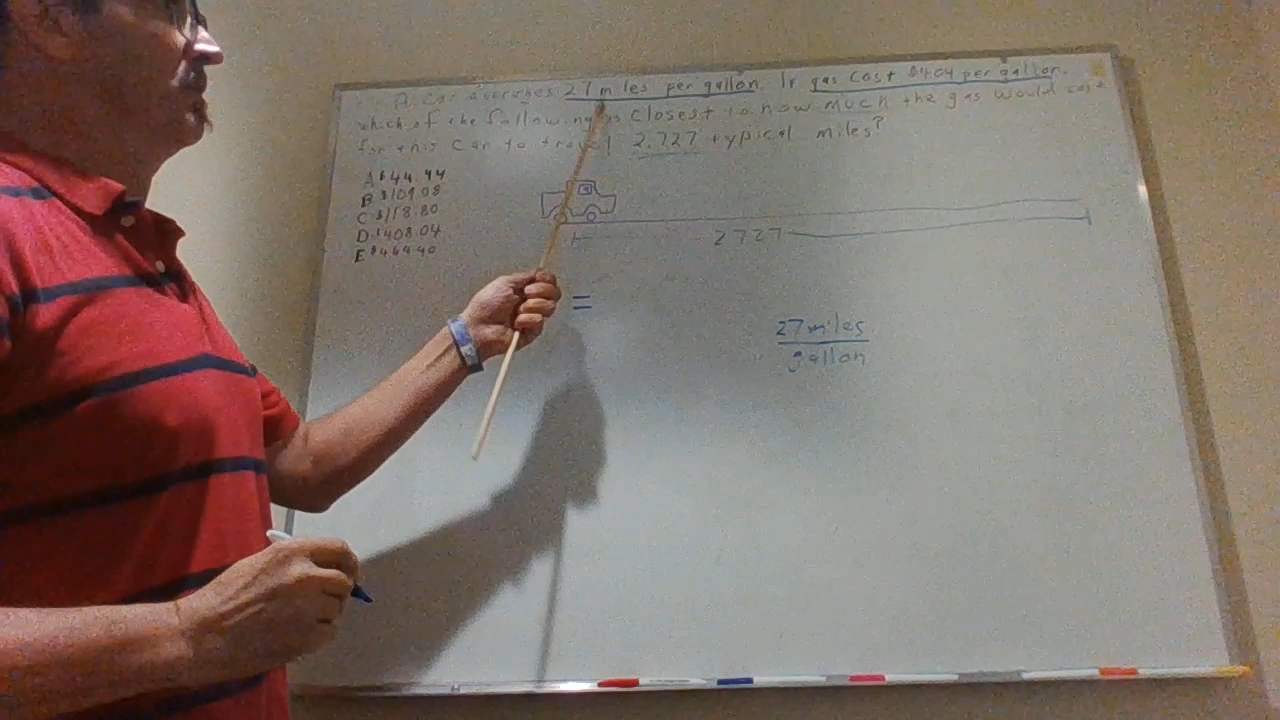 A car averages 27 miles per gallon. If gas cost $4.04 per gallon.
which of the following is closest to how much the gas would cost
for this car to travel 2,727 typical miles?
A $44.44
B $109.08
C $118.80
D $408.04
E $444.40
2727
=
27 miles
gallon